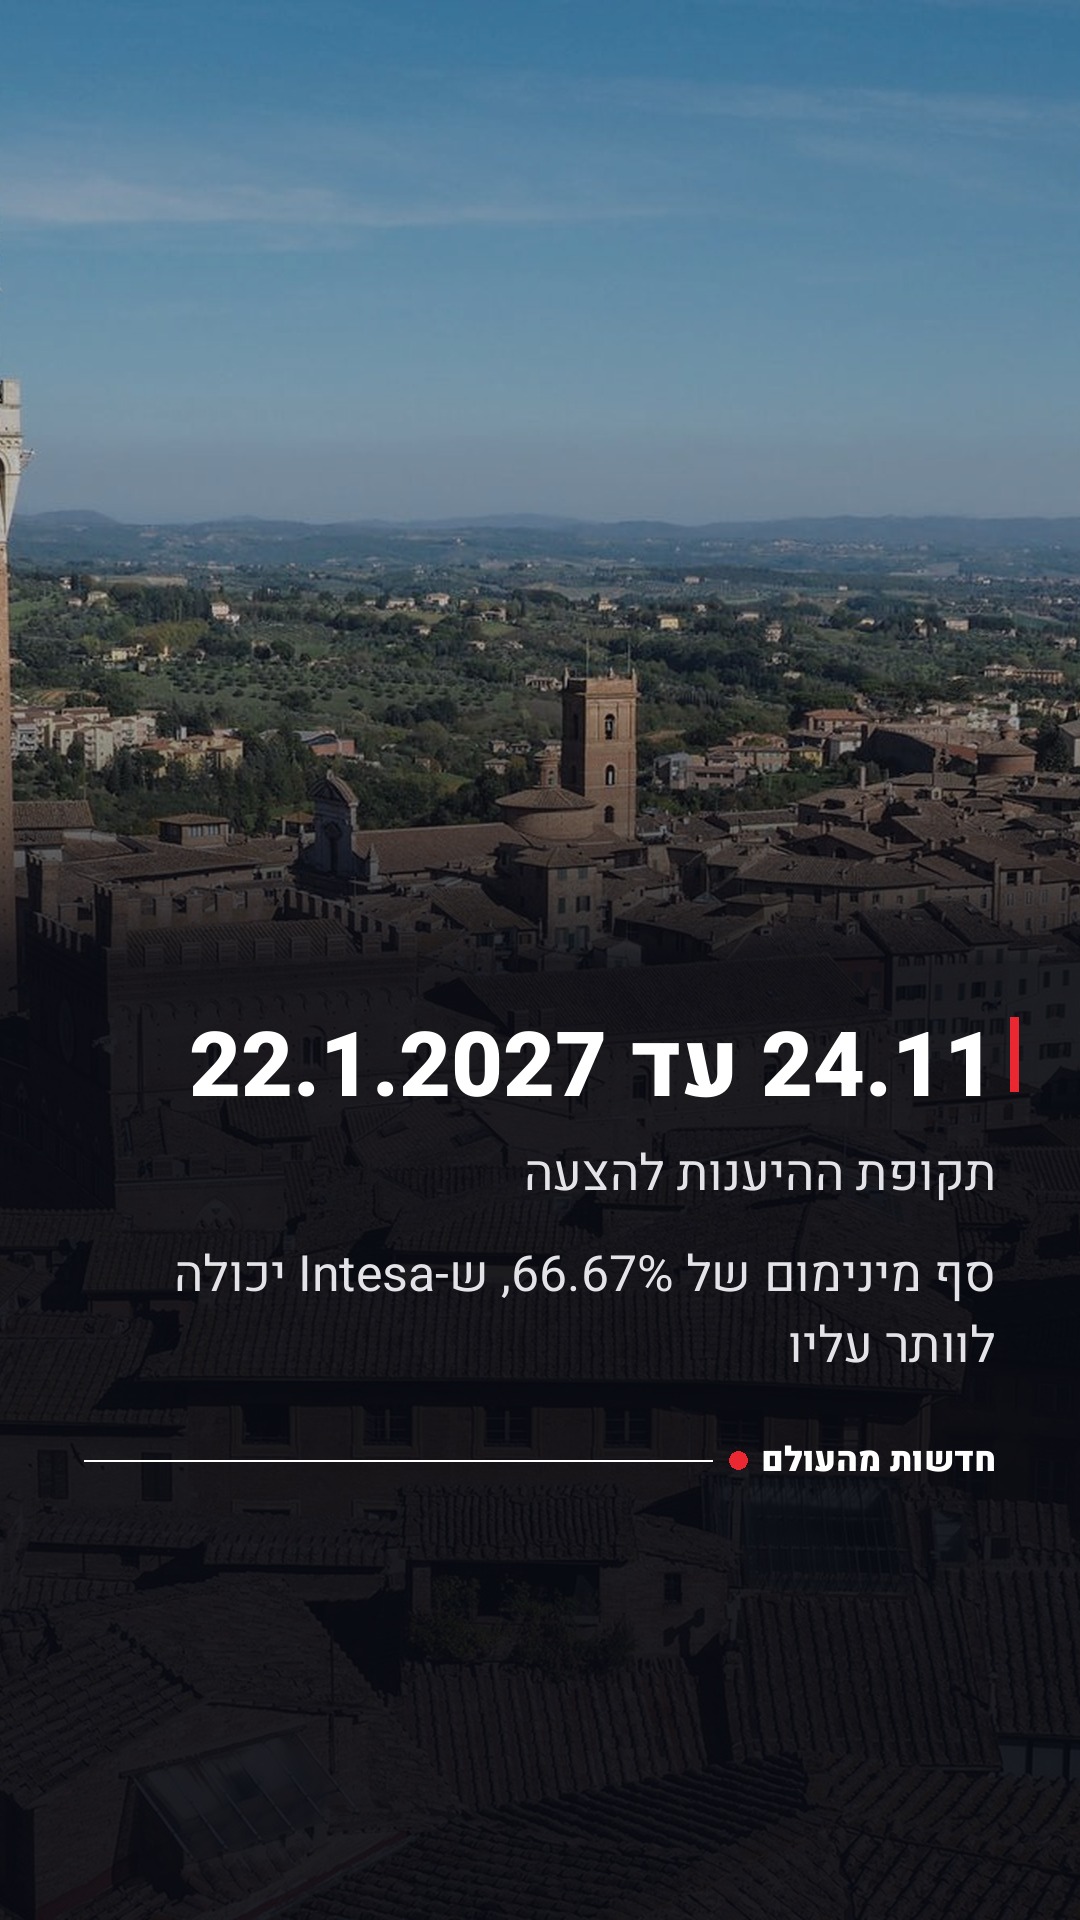 24.11 עד 22.1.2027
תקופת ההיענות להצעה
סף מינימום של 66.67%, ש-Intesa יכולה
לוותר עליו
חדשות מהעולם